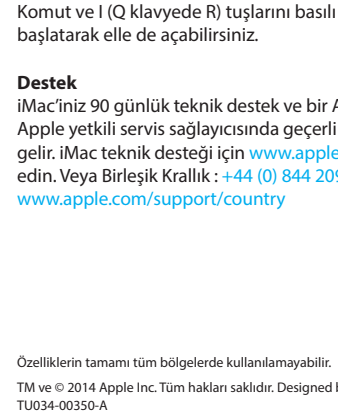 Komut ve I (Q klavyede R) tuşlarını basılı
başlatarak elle de açabilirsiniz.
Destek
iMac'iniz 90 günlük teknik destek ve bir
Apple yetkili servis sağlayıcısında geçerli
gelir. iMac teknik desteği için www.apple
edin. Veya Birleşik Krallık : +44 (0) 844 209
www.apple.com/support/country
Özelliklerin tamamı tüm bölgelerde kullanılamayabilir.
TM ve © 2014 Apple Inc. Tüm hakları saklıdır. Designed
TU034-00350-A